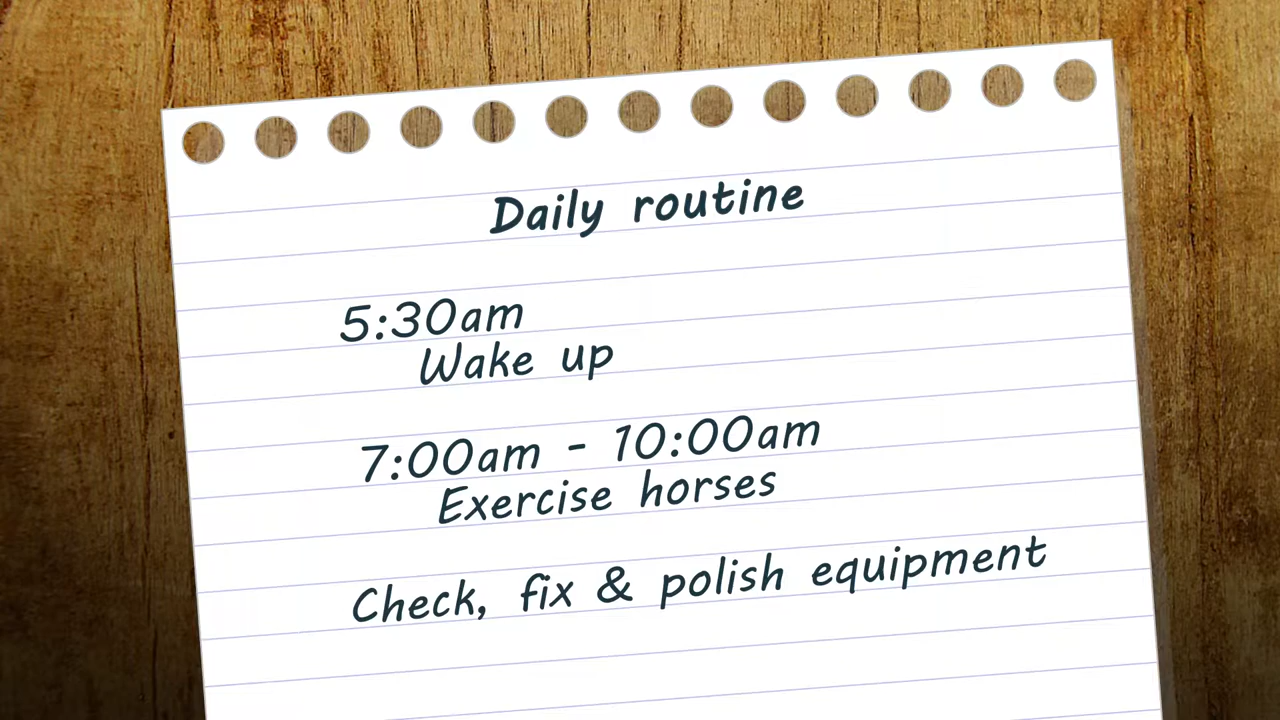 Daily routine
5:30am
Wake up
7:00am - 10:00am
Exercise horses
Check, fix & polish equipment